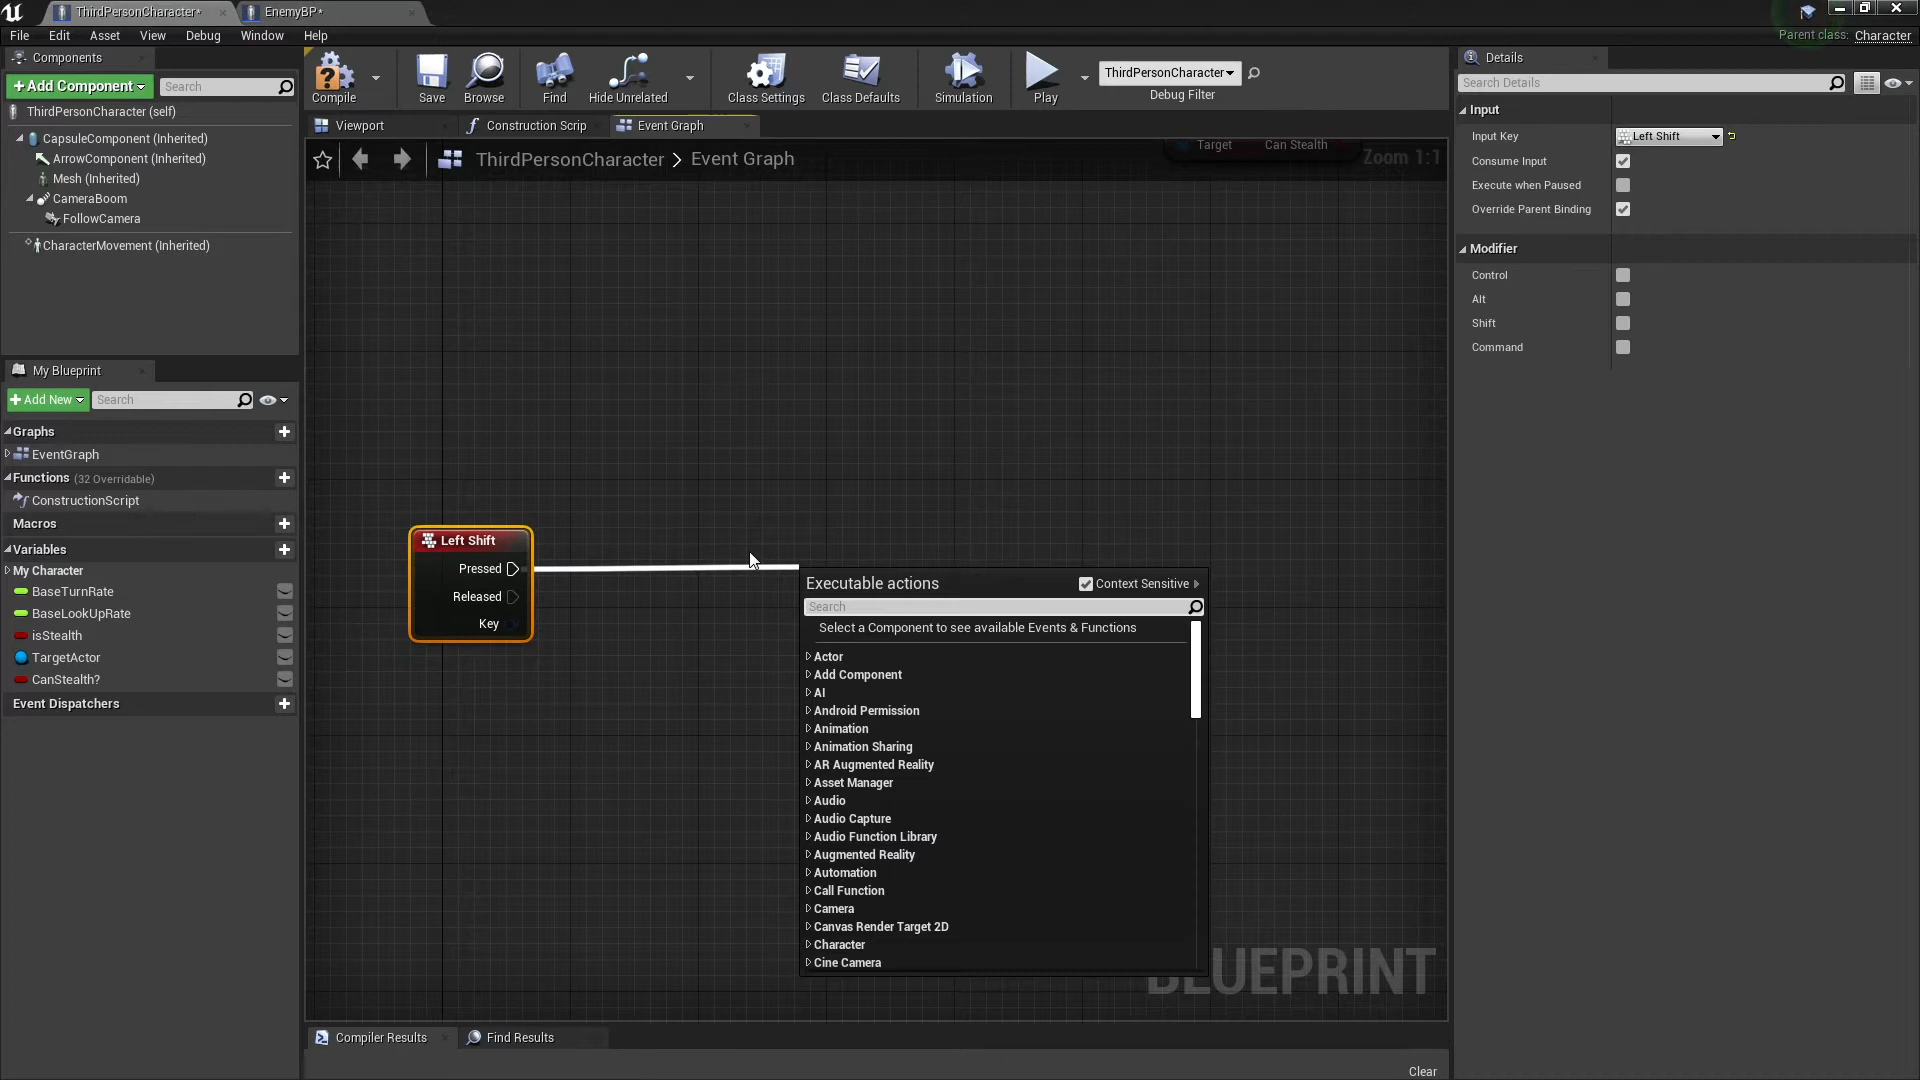 ThirdPersonCharacter*
EnemyBP*
File Edit Asset View Debug Window Help
Parent class: Character
Components
Add Component
Search
ThirdPersonCharacter (self)
CapsuleComponent (Inherited)
ArrowComponent (Inherited)
Mesh (Inherited)
CameraBoom
FollowCamera
CharacterMovement (Inherited)
My Blueprint
Add New
Search
Graphs
EventGraph
Functions (32 Overridable)
ConstructionScript
Macros
Variables
My Character
BaseTurnRate
BaseLookUpRate
isStealth
TargetActor
CanStealth?
Event Dispatchers
Compile
Save
Browse
Find
Hide Unrelated
Class Settings
Class Defaults
Simulation
Play
ThirdPersonCharacter
Debug Filter
Viewport
Construction Scrip
Event Graph
ThirdPersonCharacter > Event Graph
Target Can Stealth
Zoom 1:1
Left Shift
Pressed
Released
Key
Executable actions
Context Sensitive
Search
Select a Component to see available Events & Functions
Actor
Add Component
AI
Android Permission
Animation
Animation Sharing
AR Augmented Reality
Asset Manager
Audio
Audio Capture
Audio Function Library
Augmented Reality
Automation
Call Function
Camera
Canvas Render Target 2D
Character
Cine Camera
BLUEPRINT
Compiler Results
Find Results
Clear
Details
Search Details
Input
Input Key
Left Shift
Consume Input
Execute when Paused
Override Parent Binding
Modifier
Control
Alt
Shift
Command